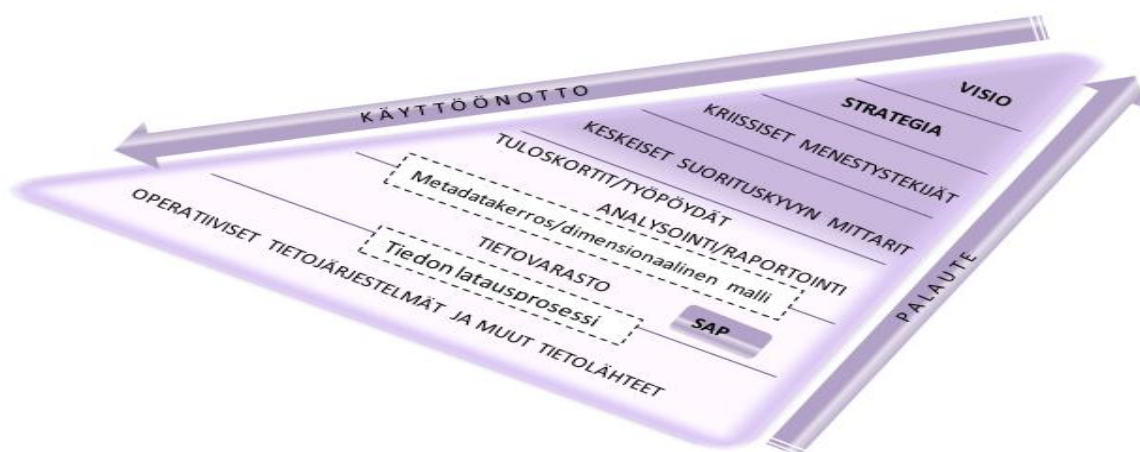 KÄYTTÖÖNOTTO
VISIO
STRATEGIA
KRIISSISET MENESTYSTEKIJÄT
KESKEISET SUORITUSKYVYN MITTARIT
TULOSKORTIT/TYÖPÖYDÄT
ANALYSOINTI/RAPORTOINTI
Metadatakerros/dimensionaalinen malli
TIETOVARASTO
Tiedon latausprosessi
SAP
OPERATIIVISET TIETOJÄRJESTELMÄT JA MUUT TIETOLÄHTEET
PALAUTE